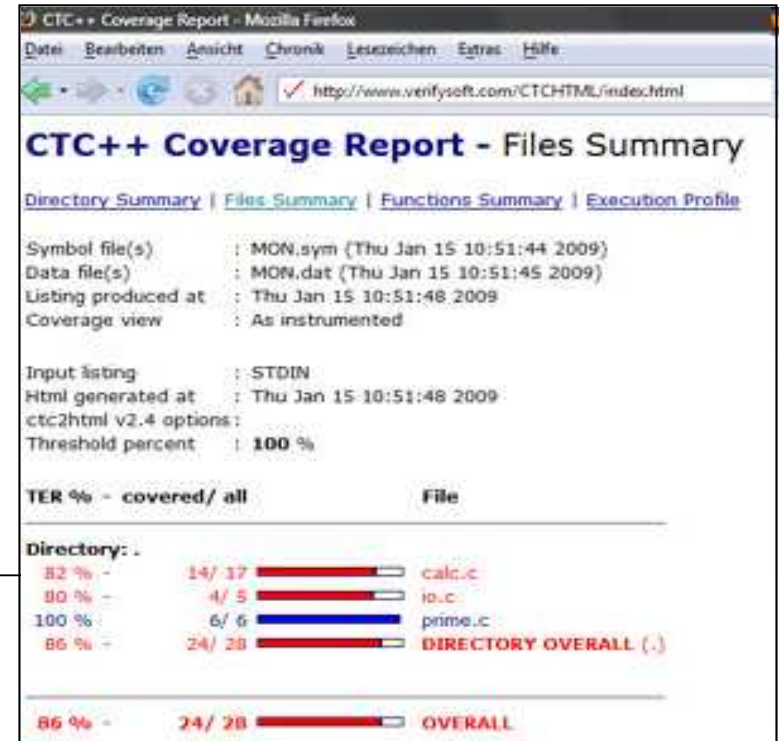 CTC++ Coverage Report - Mozilla Firefox
Datei Bearbeiten Ansicht Chronik Lesezeichen Extras Hilfe
http://www.verifysoft.com/CTCHTML/index.html
CTC++ Coverage Report - Files Summary
Directory Summary | Files Summary | Functions Summary | Execution Profile
Symbol file(s) : MON.sym (Thu Jan 15 10:51:44 2009)
Data file(s) : MON.dat (Thu Jan 15 10:51:45 2009)
Listing produced at : Thu Jan 15 10:51:48 2009
Coverage view : As instrumented
Input listing : STDIN
Html generated at : Thu Jan 15 10:51:48 2009
ctc2html v2.4 options :
Threshold percent : 100 %
TER % - covered/ all File
Directory: .
82 % - 14/ 17 calc.c
80 % - 4/ 5 io.c
100 % 6/ 6 prime.c
86 % - 24/ 28 DIRECTORY OVERALL (.)
86 % - 24/ 28 OVERALL